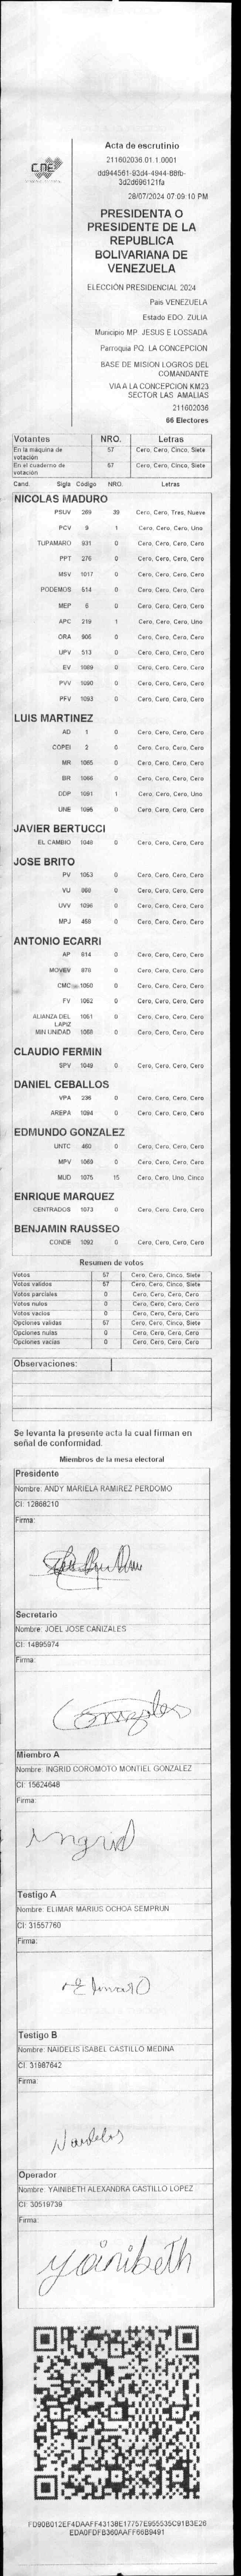 CNE
Acta de escrutinio
211602036.01.1.0001
dd944561-93d4-4944-88fb-
3d2d696121fa
28/07/2024 07:09:10 PM
PRESIDENTA O
PRESIDENTE DE LA
REPUBLICA
BOLIVARIANA DE
VENEZUELA
ELECCIÓN PRESIDENCIAL 2024
País VENEZUELA
Estado EDO. ZULIA
Municipio MP. JESUS E LOSSADA
Parroquia PQ. LA CONCEPCION
BASE DE MISION LOGROS DEL
COMANDANTE
VIA A LA CONCEPCIÓN KM23
SECTOR LAS AMALIAS
211602036
66 Electores
Votantes NRO. Letras
En la máquina de votación 57 Cero, Cero, Cinco, Siete
En el cuaderno de votación 57 Cero, Cero, Cinco, Siete
Cand. Sigla Código NRO. Letras
NICOLAS MADURO
PSUV 269 39 Cero, Cero, Tres, Nueve
PCV 9 1 Cero, Cero, Cero, Uno
TUPAMARO 931 0 Cero, Cero, Cero, Cero
PPT 276 0 Cero, Cero, Cero, Cero
MSV 1017 0 Cero, Cero, Cero, Cero
PODEMOS 514 0 Cero, Cero, Cero, Cero
MEP 6 0 Cero, Cero, Cero, Cero
APC 219 1 Cero, Cero, Cero, Uno
ORA 906 0 Cero, Cero, Cero, Cero
UPV 513 0 Cero, Cero, Cero, Cero
EV 1089 0 Cero, Cero, Cero, Cero
PVV 1090 0 Cero, Cero, Cero, Cero
PFV 1093 0 Cero, Cero, Cero, Cero
LUIS MARTINEZ
AD 1 0 Cero, Cero, Cero, Cero
COPEI 2 0 Cero, Cero, Cero, Cero
MR 1065 0 Cero, Cero, Cero, Cero
BR 1066 0 Cero, Cero, Cero, Cero
DDP 1091 1 Cero, Cero, Cero, Uno
UNE 1096 0 Cero, Cero, Cero, Cero
JAVIER BERTUCCI
EL CAMBIO 1048 0 Cero, Cero, Cero, Cero
JOSE BRITO
PV 1053 0 Cero, Cero, Cero, Cero
VU 868 0 Cero, Cero, Cero, Cero
UVV 1036 0 Cero, Cero, Cero, Cero
MPJ 459 0 Cero, Cero, Cero, Cero
ANTONIO ECARRI
AP 814 0 Cero, Cero, Cero, Cero
MOVEV 878 0 Cero, Cero, Cero, Cero
CMC 1050 0 Cero, Cero, Cero, Cero
FV 1062 0 Cero, Cero, Cero, Cero
ALIANZA DEL LAPIZ 1051 0 Cero, Cero, Cero, Cero
MIN UNIDAD 1068 0 Cero, Cero, Cero, Cero
CLAUDIO FERMIN
SPV 1049 0 Cero, Cero, Cero, Cero
DANIEL CEBALLOS
VPA 236 0 Cero, Cero, Cero, Cero
AREPA 1094 0 Cero, Cero, Cero, Cero
EDMUNDO GONZALEZ
UNTC 460 0 Cero, Cero, Cero, Cero
MPV 1069 0 Cero, Cero, Cero, Cero
MUD 1075 15 Cero, Cero, Uno, Cinco
ENRIQUE MARQUEZ
CENTRADOS 1073 0 Cero, Cero, Cero, Cero
BENJAMIN RAUSSEO
CONDE 1092 0 Cero, Cero, Cero, Cero
Resumen de votos
Votos 57 Cero, Cero, Cinco, Siete
Votos validos 57 Cero, Cero, Cinco, Siete
Votos parciales 0 Cero, Cero, Cero, Cero
Votos nulos 0 Cero, Cero, Cero, Cero
Votos vacios 0 Cero, Cero, Cero, Cero
Opciones validas 57 Cero, Cero, Cinco, Siete
Opciones nulas 0 Cero, Cero, Cero, Cero
Opciones vacias 0 Cero, Cero, Cero, Cero
Observaciones:
Se levanta la presente acta la cual firman en
señal de conformidad.
Miembros de la mesa electoral
Presidente
Nombre: ANDY MARIELA RAMIREZ PERDOMO
CI: 12868210
Firma:
Secretario
Nombre: JOEL JOSE CAÑIZALES
CI: 14895974
Firma:
Miembro A
Nombre: INGRID COROMOTO MONTIEL GONZALEZ
CI: 15624648
Firma:
Ingrid
Testigo A
Nombre: ELIMAR MARIUS OCHOA SEMPRUN
CI: 31557760
Firma:
Testigo B
Nombre: NAIDELIS ISABEL CASTILLO MEDINA
CI: 31987642
Firma:
Naidelis
Operador
Nombre: YAINIBETH ALEXANDRA CASTILLO LOPEZ
CI: 30519739
Firma:
Yainibeth
FD90B012EF4DAAFF43138E17757E955535C91B3E26
EDA0FDFB360AAFF66B9491